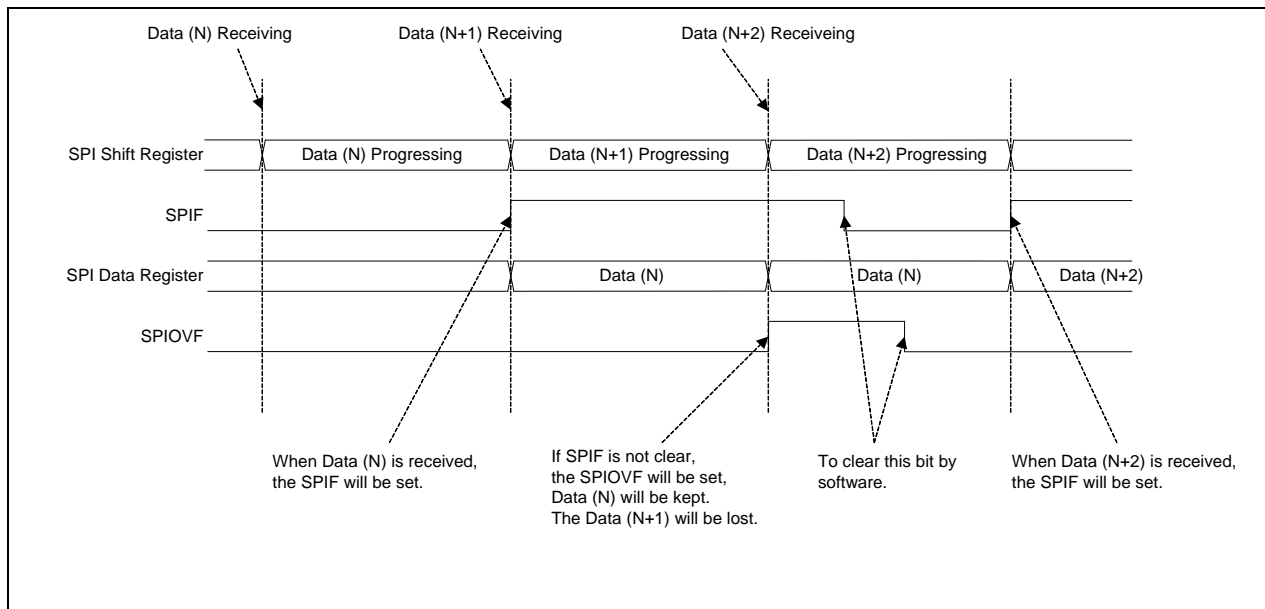 Data (N) Receiving
Data (N+1) Receiving
Data (N+2) Receiveing
SPI Shift Register
Data (N) Progressing
Data (N+1) Progressing
Data (N+2) Progressing
SPIF
SPI Data Register
Data (N)
Data (N)
Data (N+2)
SPIOVF
When Data (N) is received,
the SPIF will be set.
If SPIF is not clear,
the SPIOVF will be set,
Data (N) will be kept.
The Data (N+1) will be lost.
To clear this bit by
software.
When Data (N+2) is received,
the SPIF will be set.